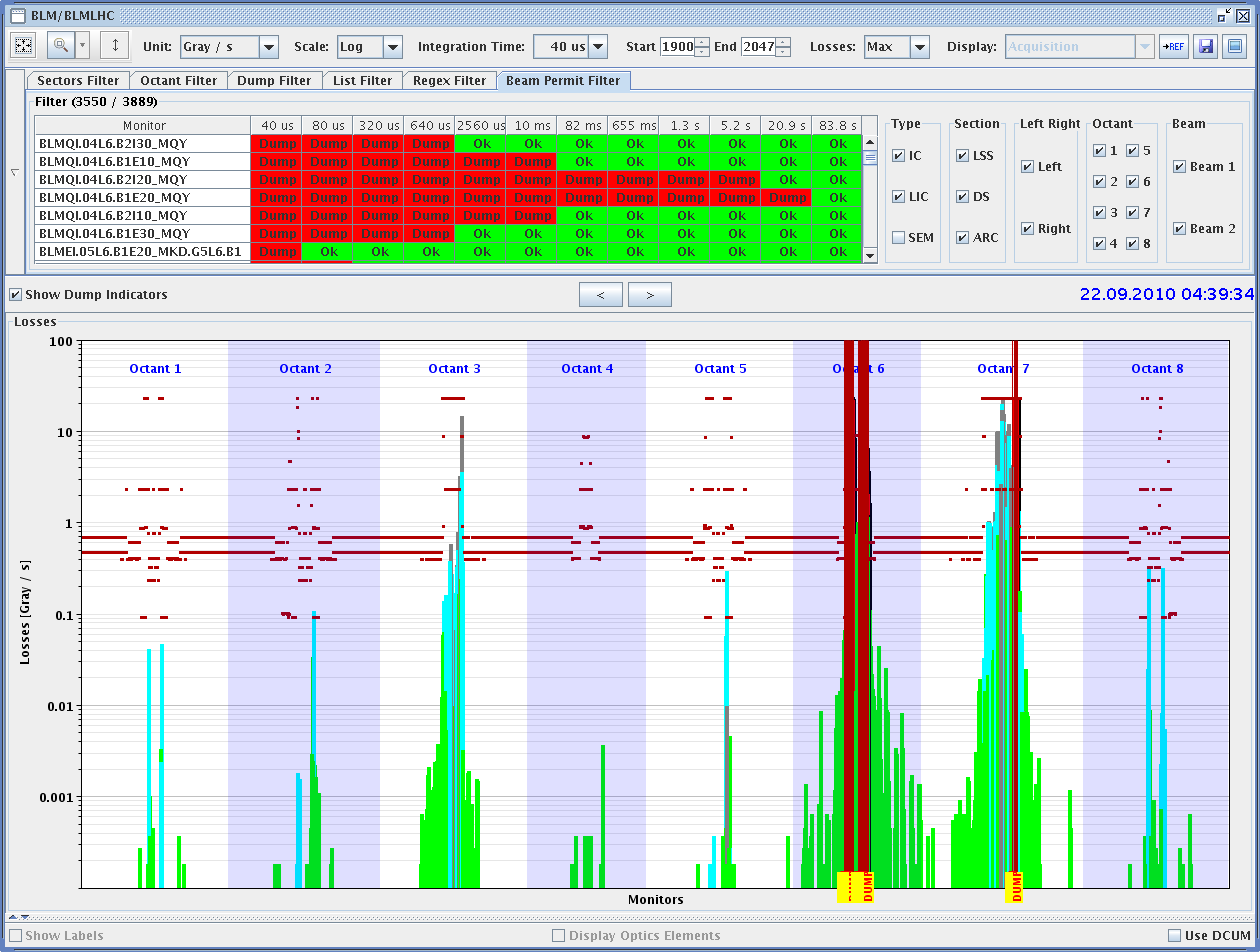 BLM/BLMLHC
Unit: Gray / s Scale: Log Integration Time: 40 us Start 1900 End 2047 Losses: Max Display: Acquisition →REF
Sectors Filter Octant Filter Dump Filter List Filter Regex Filter Beam Permit Filter
Filter (3550 / 3889)
Monitor 40 us 80 us 320 us 640 us 2560 us 10 ms 82 ms 655 ms 1.3 s 5.2 s 20.9 s 83.8 s
BLMQI.04L6.B2I30_MQY Dump Dump Dump Dump Ok Ok Ok Ok Ok Ok Ok Ok
BLMQI.04L6.B1E10_MQY Dump Dump Dump Dump Dump Dump Ok Ok Ok Ok Ok Ok
BLMQI.04L6.B2I20_MQY Dump Dump Dump Dump Dump Dump Dump Dump Dump Dump Ok Ok
BLMQI.04L6.B1E20_MQY Dump Dump Dump Dump Dump Dump Dump Dump Dump Dump Dump Ok
BLMQI.04L6.B2I10_MQY Dump Dump Dump Dump Dump Dump Ok Ok Ok Ok Ok Ok
BLMQI.04L6.B1E30_MQY Dump Dump Dump Dump Ok Ok Ok Ok Ok Ok Ok Ok
BLMEI.05L6.B1E20_MKD.G5L6.B1 Dump Ok Ok Ok Ok Ok Ok Ok Ok Ok Ok Ok
Type Section Left Right Octant Beam
IC LSS Left 1 5 Beam 1
LIC DS 2 6
SEM ARC Right 3 7 Beam 2
4 8
Show Dump Indicators < > 22.09.2010 04:39:34
Losses
Octant 1 Octant 2 Octant 3 Octant 4 Octant 5 Octant 6 Octant 7 Octant 8
100
10
1
0.1
0.01
0.001
Losses [Gray / s]
DUMP DUMP
Monitors
Show Labels Display Optics Elements Use DCUM